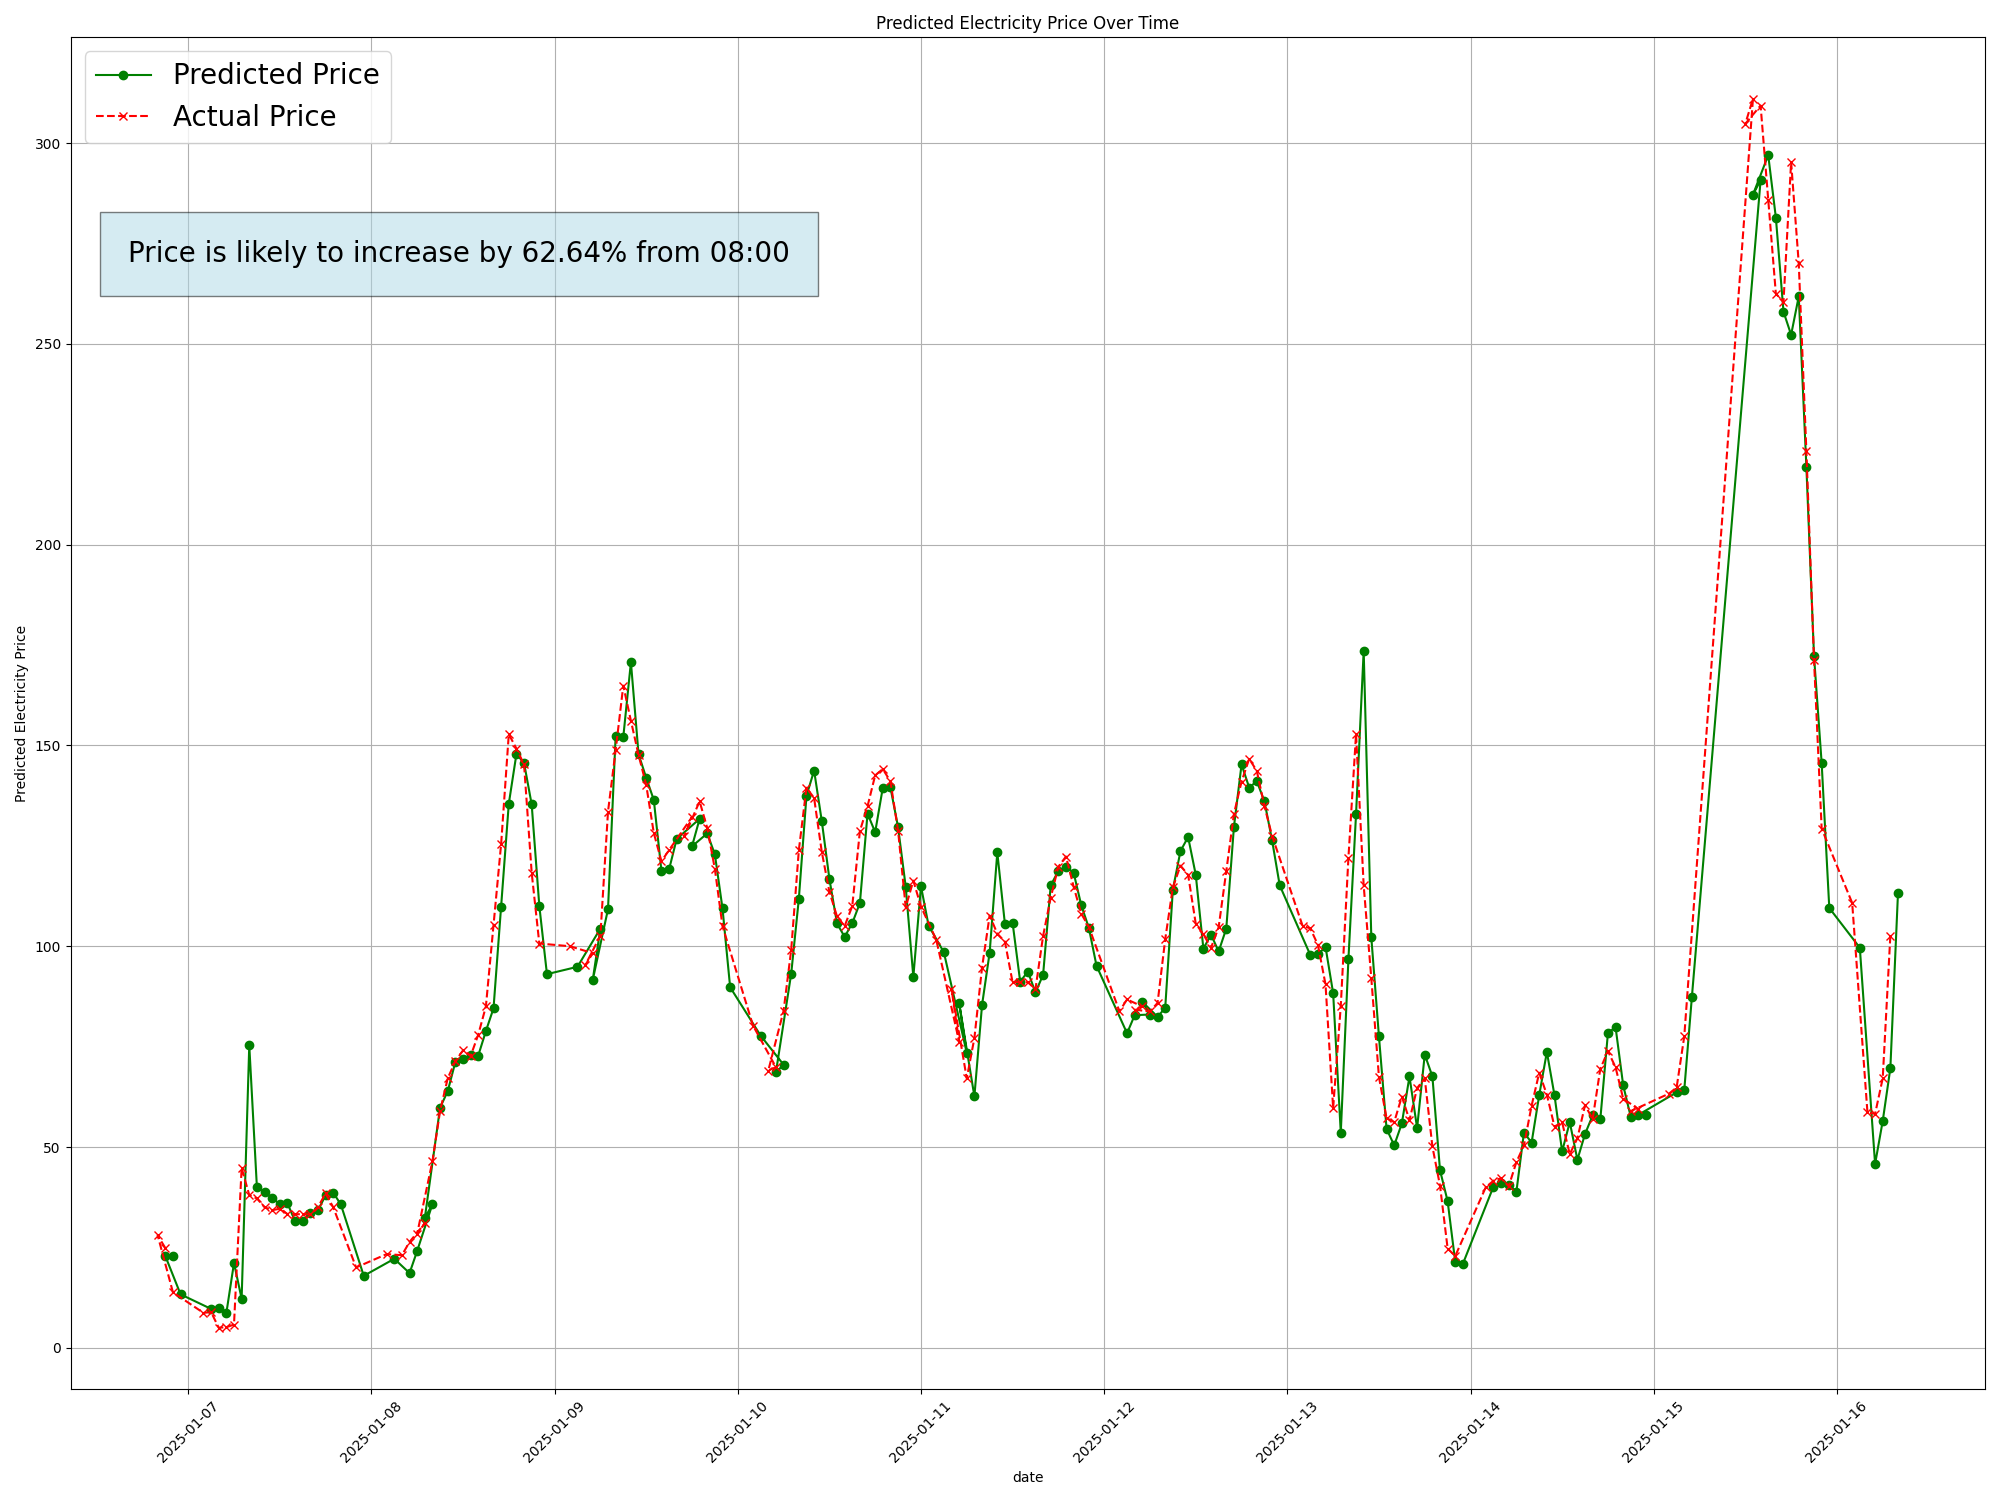 Predicted Electricity Price Over Time
Predicted Price
Actual Price
Price is likely to increase by 62.64% from 08:00
Predicted Electricity Price
300
250
200
150
100
50
0
2025-01-07
2025-01-08
2025-01-09
2025-01-10
2025-01-11
2025-01-12
2025-01-13
2025-01-14
2025-01-15
2025-01-16
date